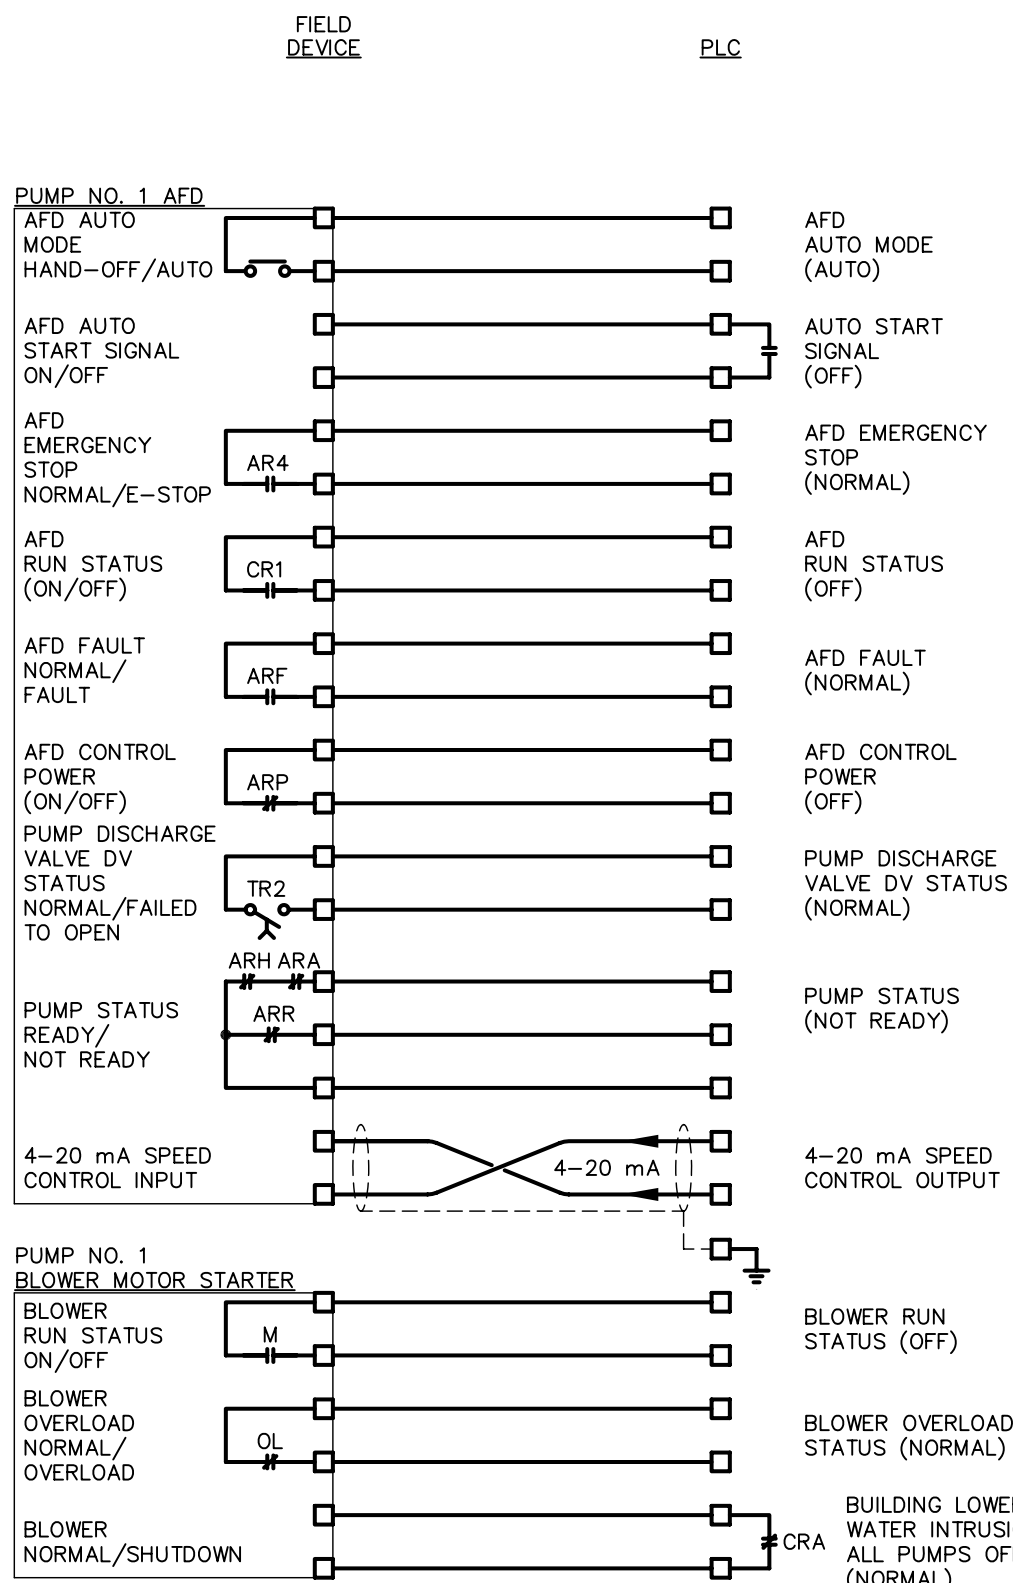 FIELD
DEVICE
PLC
PUMP NO. 1 AFD
AFD AUTO
MODE
HAND-OFF/AUTO
AFD
AUTO MODE
(AUTO)
AFD AUTO
START SIGNAL
ON/OFF
AUTO START
SIGNAL
(OFF)
AFD
EMERGENCY
STOP
NORMAL/E-STOP
AR4
AFD EMERGENCY
STOP
(NORMAL)
AFD
RUN STATUS
(ON/OFF)
CR1
AFD
RUN STATUS
(OFF)
AFD FAULT
NORMAL/
FAULT
ARF
AFD FAULT
(NORMAL)
AFD CONTROL
POWER
(ON/OFF)
ARP
AFD CONTROL
POWER
(OFF)
PUMP DISCHARGE
VALVE DV
STATUS
NORMAL/FAILED
TO OPEN
TR2
PUMP DISCHARGE
VALVE DV STATUS
(NORMAL)
ARH ARA
ARR
PUMP STATUS
READY/
NOT READY
PUMP STATUS
(NOT READY)
4-20 mA SPEED
CONTROL INPUT
4-20 mA
4-20 mA SPEED
CONTROL OUTPUT
PUMP NO. 1
BLOWER MOTOR STARTER
BLOWER
RUN STATUS
ON/OFF
M
BLOWER RUN
STATUS (OFF)
BLOWER
OVERLOAD
NORMAL/
OVERLOAD
OL
BLOWER OVERLOAD
STATUS (NORMAL)
BLOWER
NORMAL/SHUTDOWN
CRA
BUILDING LOWE
WATER INTRUSI
ALL PUMPS OF
(NORMAL)